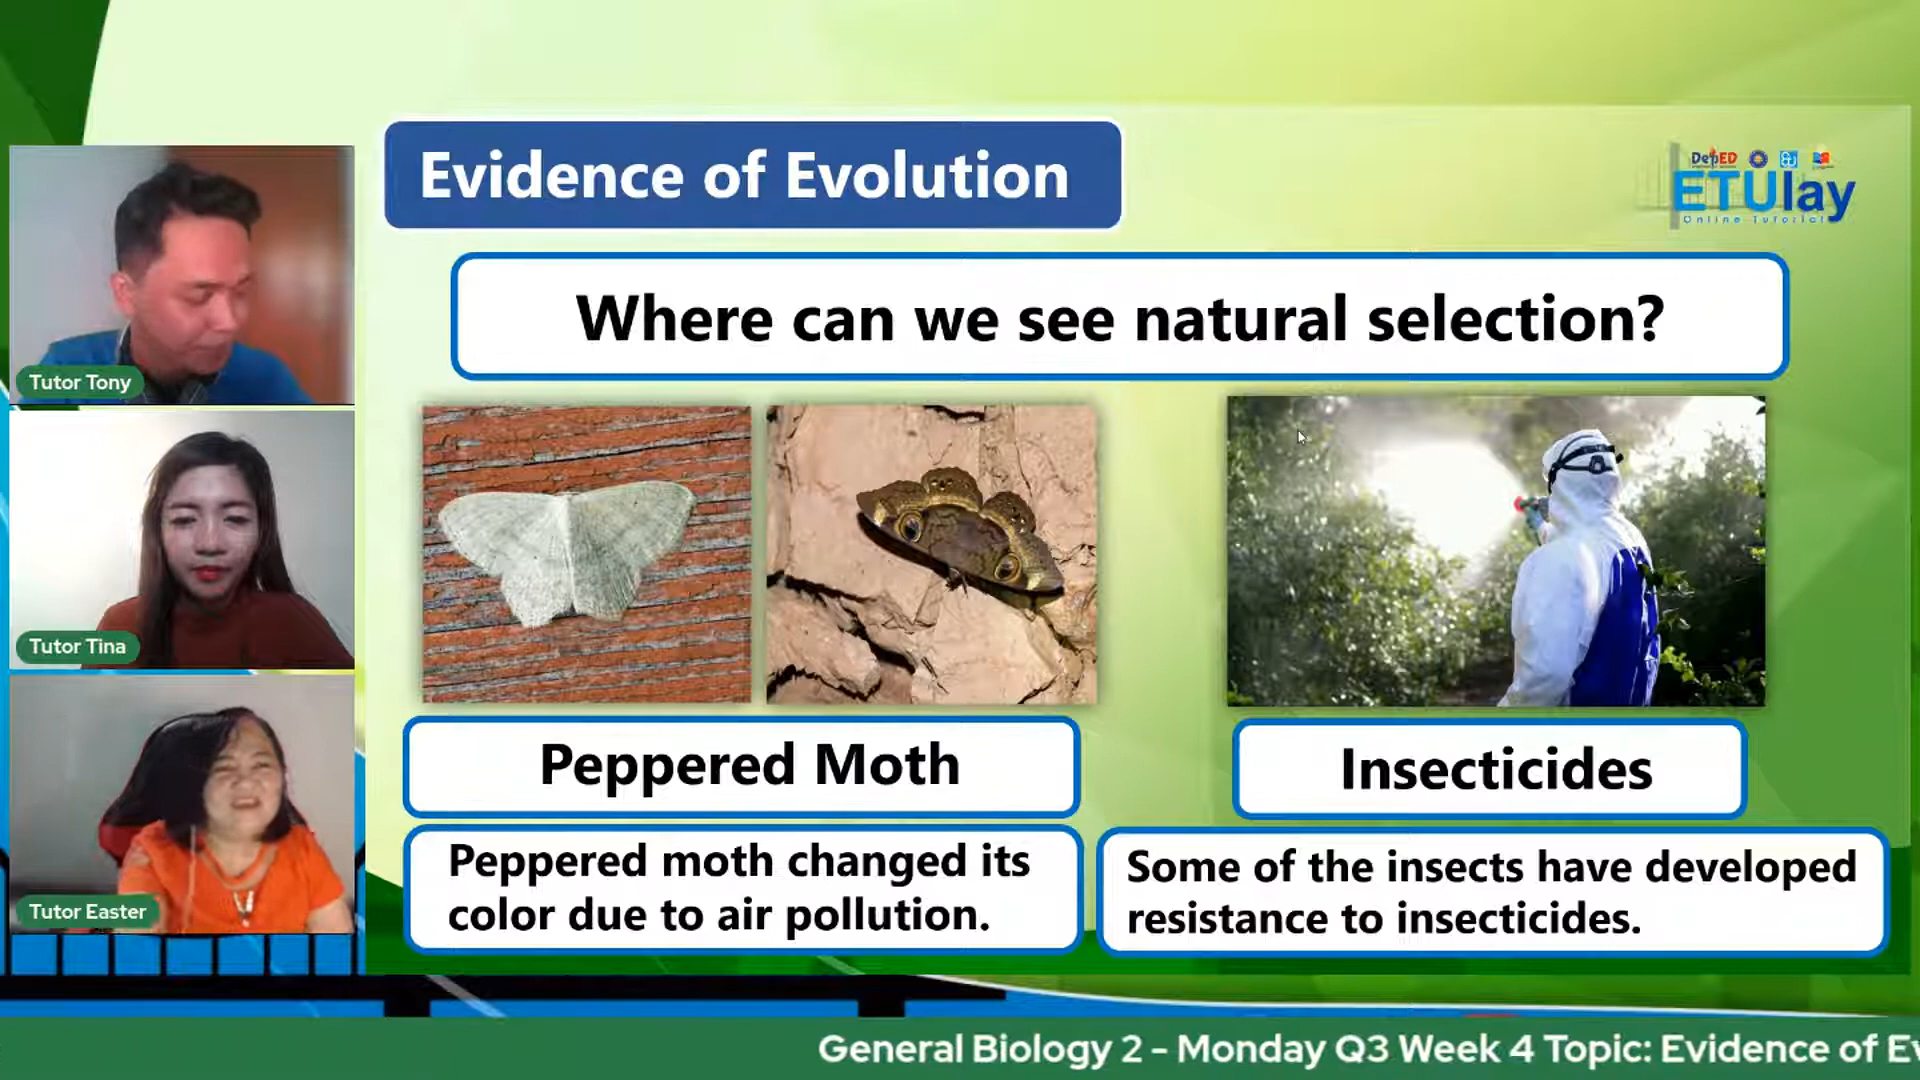 Evidence of Evolution
DepED
ETUlay
Online Tutorial
Where can we see natural selection?
Tutor Tony
Tutor Tina
Tutor Easter
Peppered Moth
Insecticides
Peppered moth changed its
color due to air pollution.
Some of the insects have developed
resistance to insecticides.
General Biology 2 - Monday Q3 Week 4 Topic: Evidence of Ev